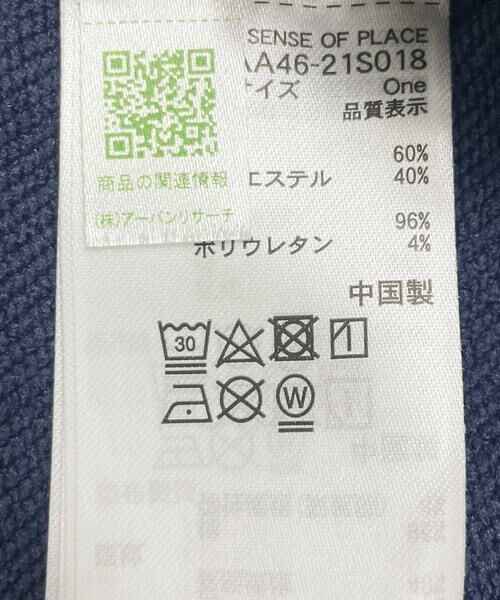 SENSE OF PLACE
AA46-21S018
イズ One
品質表示
60%
エステル 40%
96%
ポリウレタン 4%
中国製
商品の関連情報
(株)アーバンリサーチ
30
W